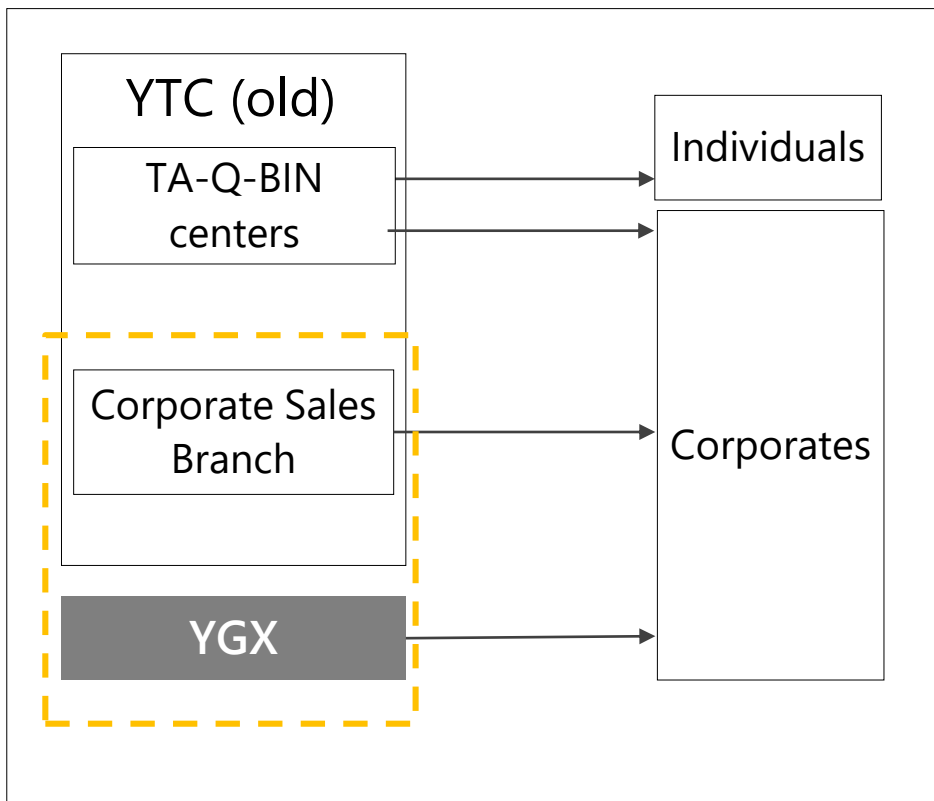 YTC (old)
TA-Q-BIN
centers
Corporate Sales
Branch
YGX
Individuals
Corporates